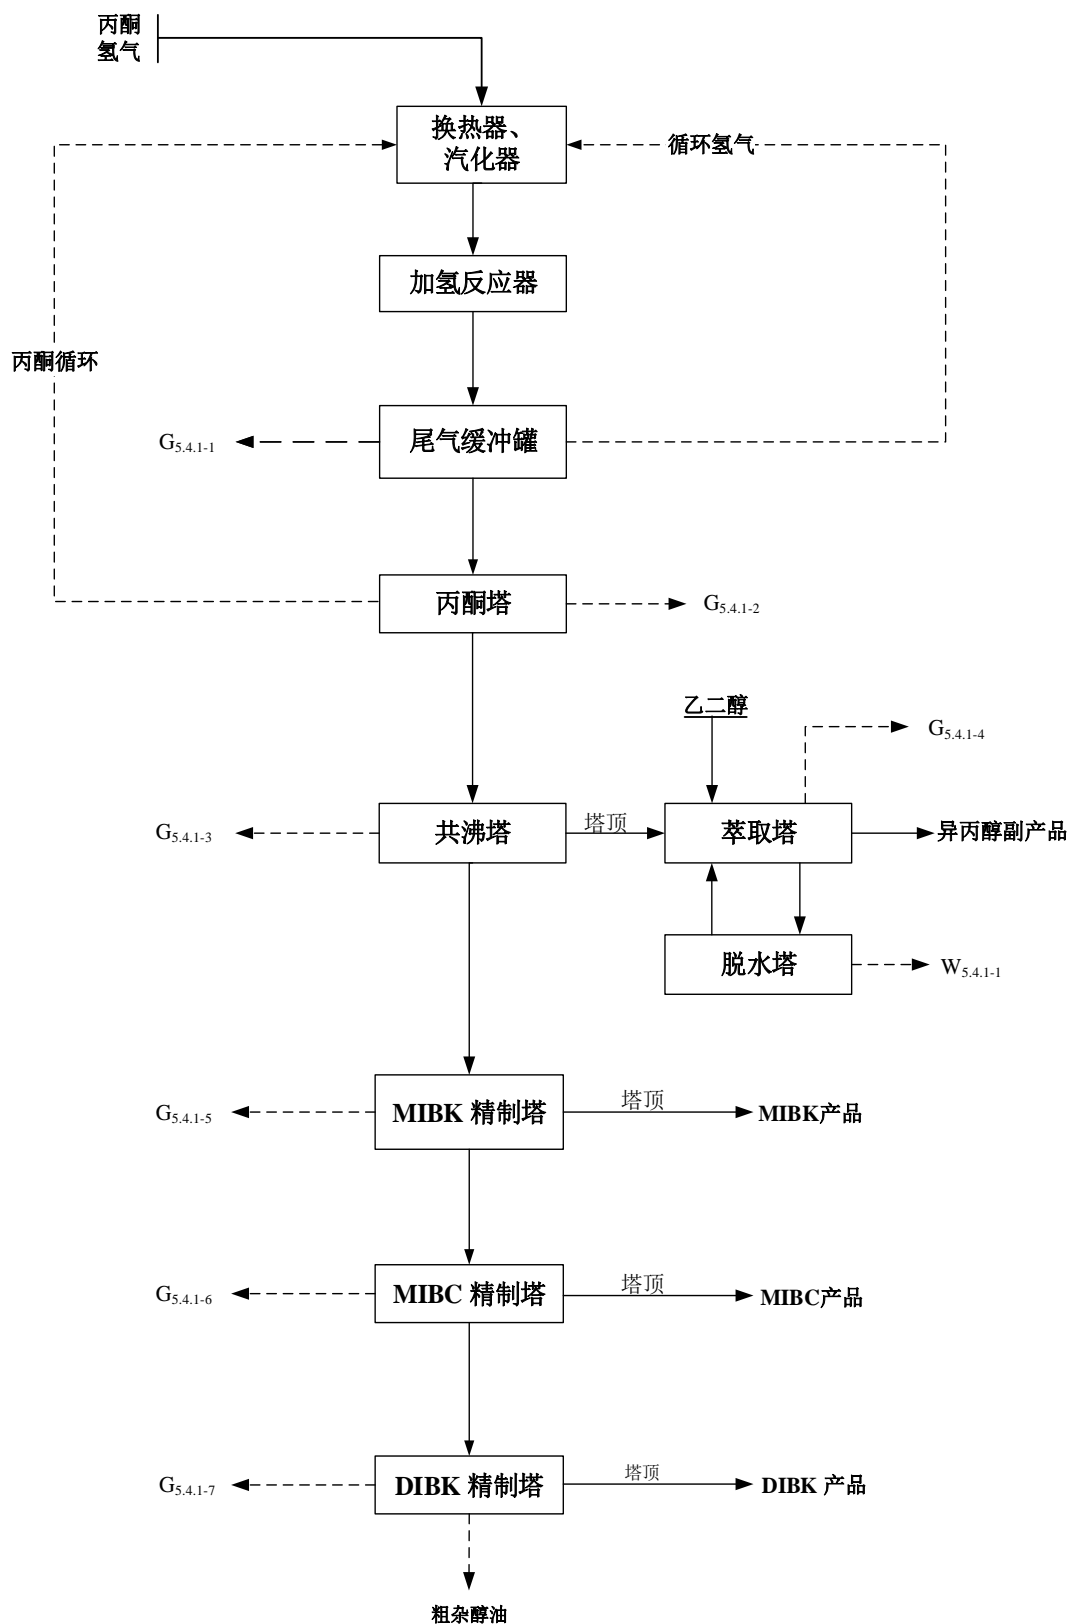 丙酮
氢气
换热器、
汽化器
循环氢气
加氢反应器
丙酮循环
G5.4.1-1
尾气缓冲罐
丙酮塔
G5.4.1-2
乙二醇
G5.4.1-4
G5.4.1-3
共沸塔
塔顶
萃取塔
异丙醇副产品
脱水塔
W5.4.1-1
G5.4.1-5
MIBK 精制塔
塔顶
MIBK产品
G5.4.1-6
MIBC 精制塔
塔顶
MIBC产品
G5.4.1-7
DIBK 精制塔
塔顶
DIBK 产品
粗杂醇油